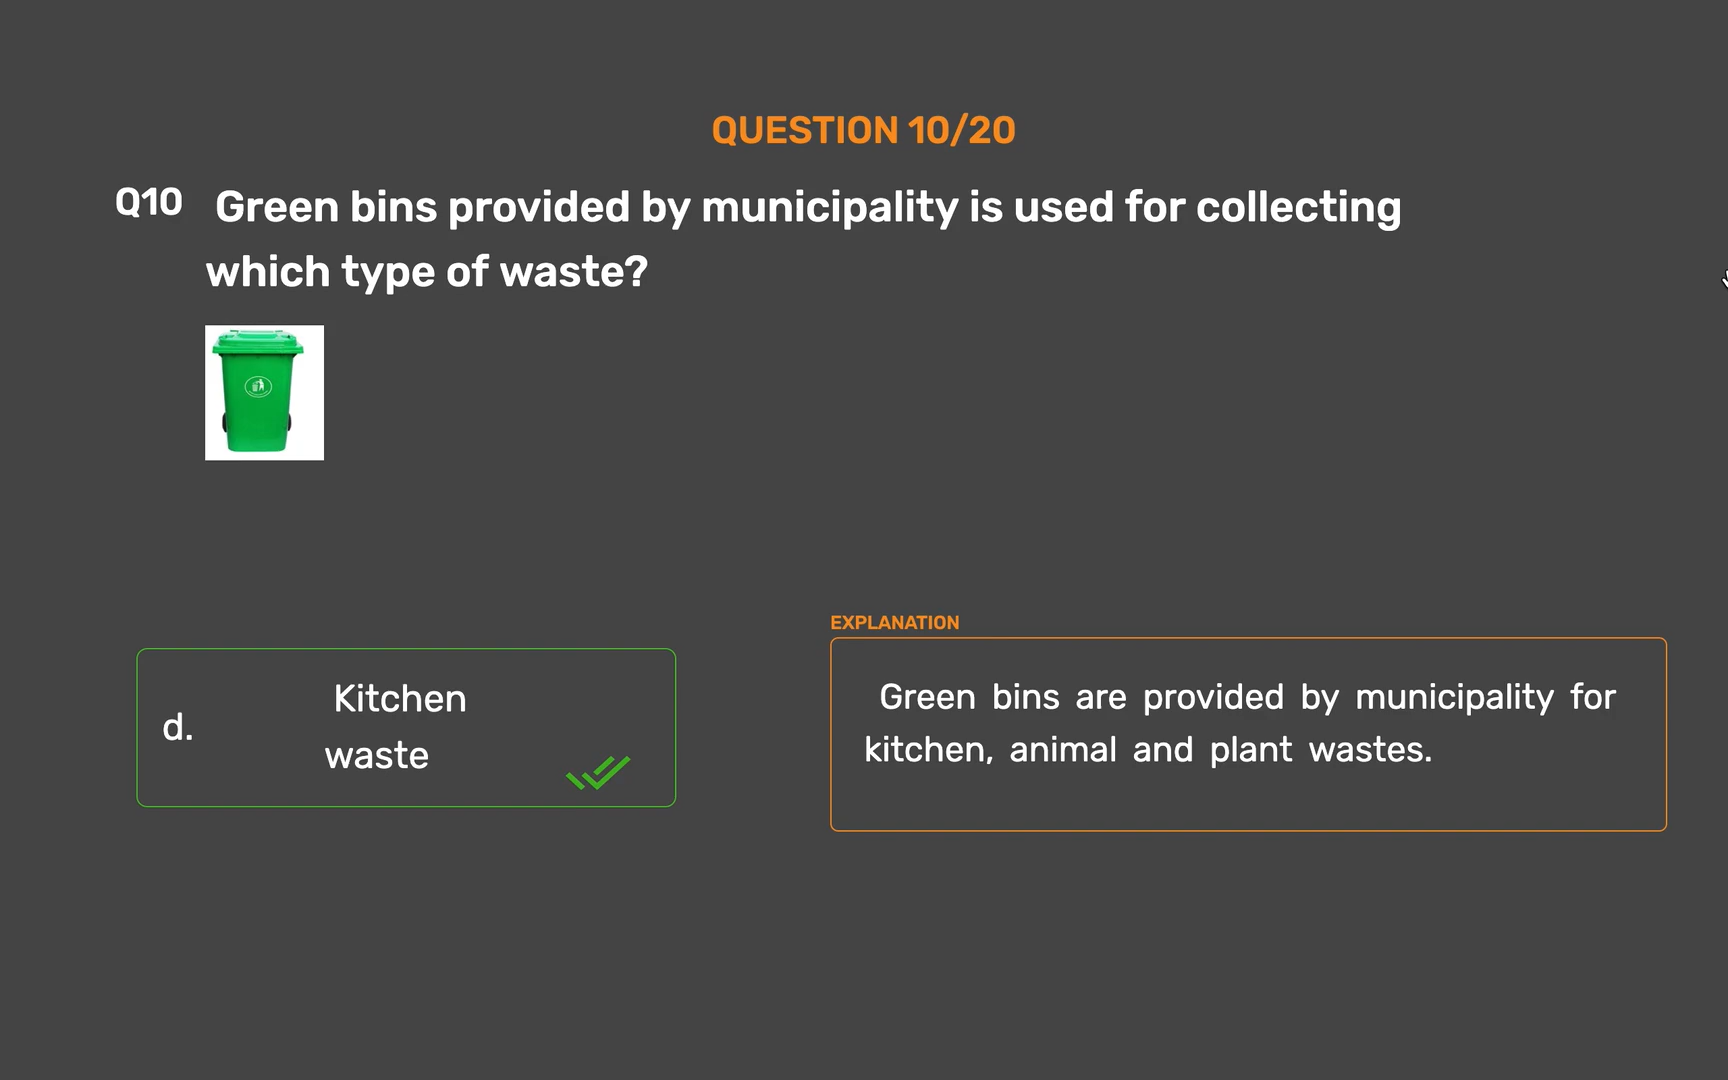 QUESTION 10/20
Q10 Green bins provided by municipality is used for collecting
which type of waste?
d. Kitchen
waste
EXPLANATION
Green bins are provided by municipality for
kitchen, animal and plant wastes.